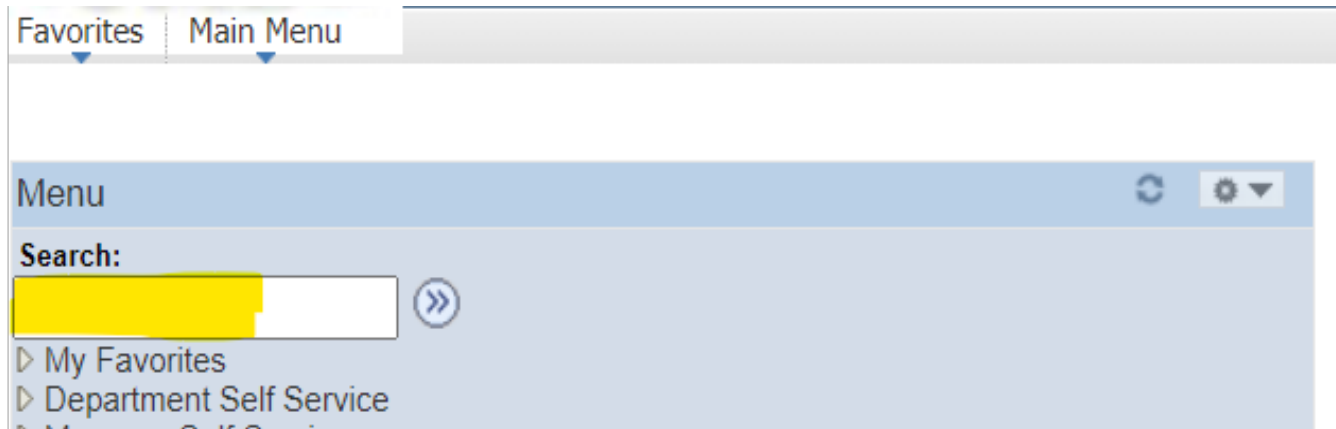 Favorites Main Menu
Menu
Search:
My Favorites
Department Self Service